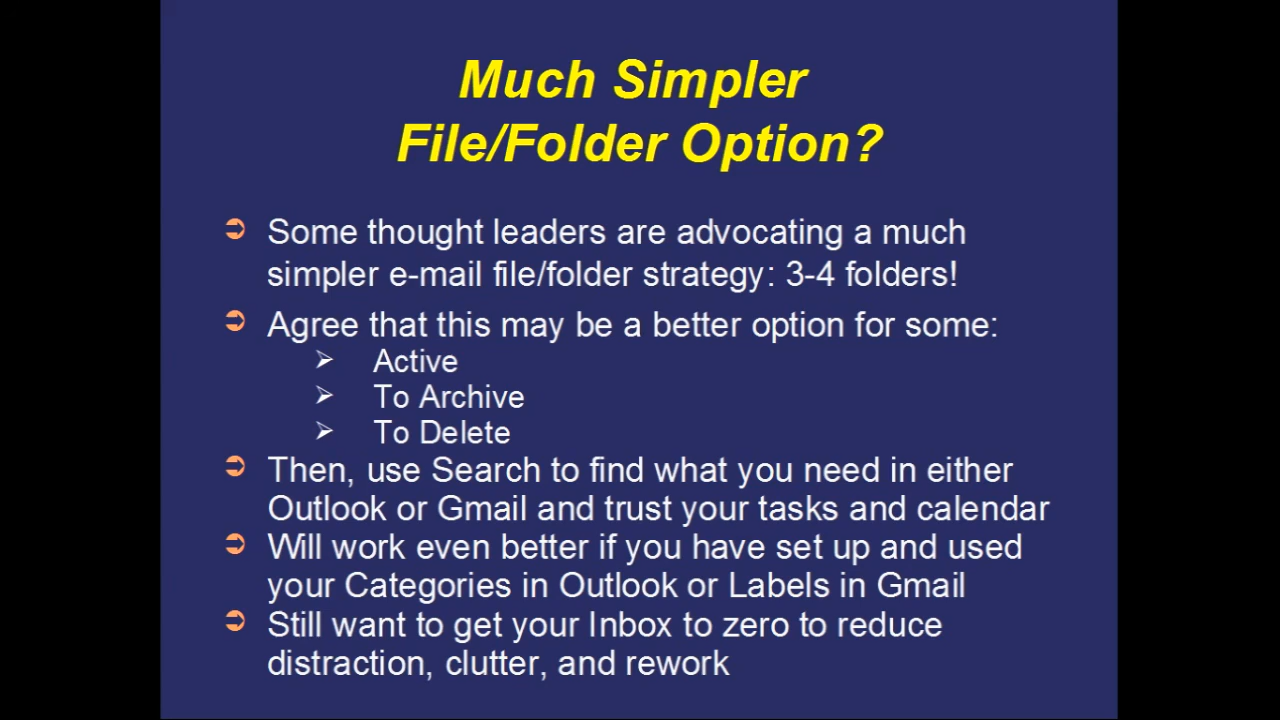 Much Simpler
File/Folder Option?
Some thought leaders are advocating a much
simpler e-mail file/folder strategy: 3-4 folders!
Agree that this may be a better option for some:
Active
To Archive
To Delete
Then, use Search to find what you need in either
Outlook or Gmail and trust your tasks and calendar
Will work even better if you have set up and used
your Categories in Outlook or Labels in Gmail
Still want to get your Inbox to zero to reduce
distraction, clutter, and rework